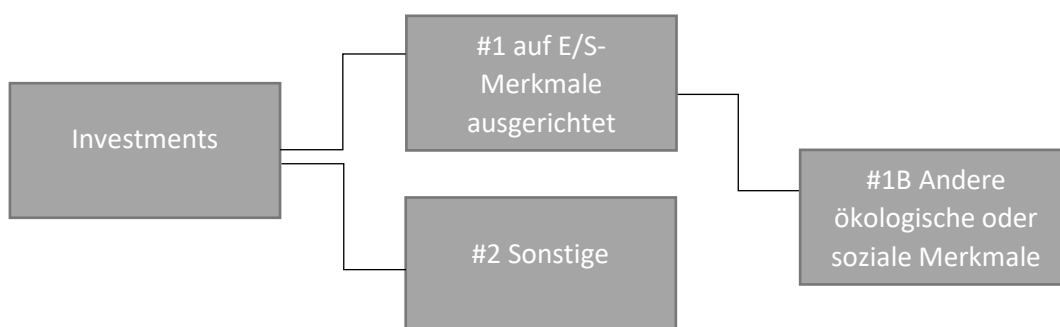 Investments
#1 auf E/S-
Merkmale
ausgerichtet
#2 Sonstige
#1B Andere
ökologische oder
soziale Merkmale